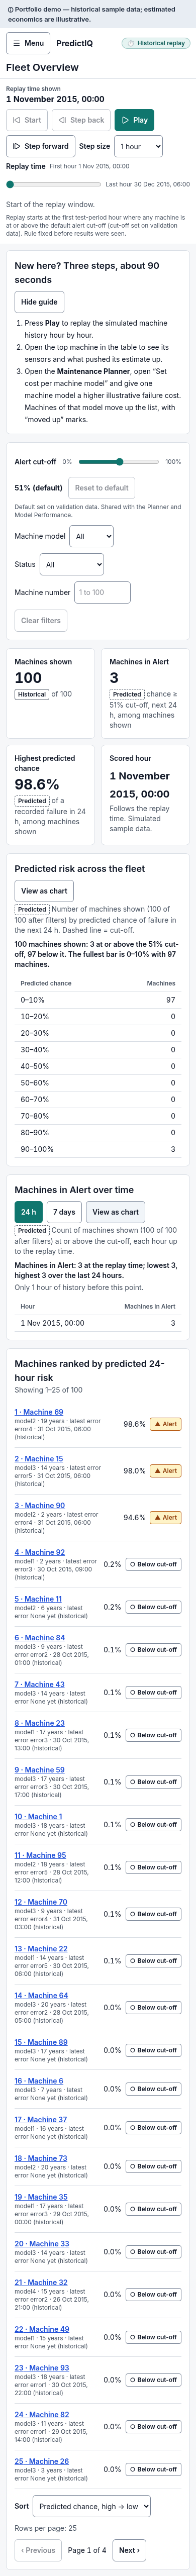 Portfolio demo — historical sample data; estimated
economics are illustrative.
Menu
PredictIQ
Historical replay
Fleet Overview
Replay time shown
1 November 2015, 00:00
Start
Step back
Play
Step forward
Step size
1 hour
Replay time First hour 1 Nov 2015, 00:00
Last hour 30 Dec 2015, 06:00
Start of the replay window.
Replay starts at the first test-period hour where any machine is
at or above the default alert cut-off (cut-off set on validation
data). Rule fixed before results were seen.
New here? Three steps, about 90
seconds
Hide guide
1. Press Play to replay the simulated machine
history hour by hour.
2. Open the top machine in the table to see its
sensors and what pushed its estimate up.
3. Open the Maintenance Planner, open “Set
cost per machine model” and give one
machine model a higher illustrative failure cost.
Machines of that model move up the list, with
“moved up” marks.
Alert cut-off 0% 100%
51% (default)
Reset to default
Default set on validation data. Shared with the Planner and
Model Performance.
Machine model
All
Status
All
Machine number
1 to 100
Clear filters
Machines shown
100
Historical of 100
Machines in Alert
3
Predicted chance ≥
51% cut-off, next 24
h, among machines
shown
Highest predicted
chance
98.6%
Predicted of a
recorded failure in 24
h, among machines
shown
Scored hour
1 November
2015, 00:00
Follows the replay
time. Simulated
sample data.
Predicted risk across the fleet
View as chart
Predicted Number of machines shown (100 of
100 after filters) by predicted chance of failure in
the next 24 h. Dashed line = cut-off.
100 machines shown: 3 at or above the 51% cut-
off, 97 below it. The fullest bar is 0–10% with 97
machines.
Predicted chance Machines
0–10% 97
10–20% 0
20–30% 0
30–40% 0
40–50% 0
50–60% 0
60–70% 0
70–80% 0
80–90% 0
90–100% 3
Machines in Alert over time
24 h
7 days
View as chart
Predicted Count of machines shown (100 of 100
after filters) at or above the cut-off, each hour up
to the replay time.
Machines in Alert: 3 at the replay time; lowest 3,
highest 3 over the last 24 hours.
Only 1 hour of history before this point.
Hour Machines in Alert
1 Nov 2015, 00:00 3
Machines ranked by predicted 24-
hour risk
Showing 1–25 of 100
1 · Machine 69
model2 · 19 years · latest error
error4 · 31 Oct 2015, 06:00
(historical)
98.6% Alert
2 · Machine 15
model3 · 14 years · latest error
error5 · 31 Oct 2015, 06:00
(historical)
98.0% Alert
3 · Machine 90
model2 · 2 years · latest error
error4 · 31 Oct 2015, 06:00
(historical)
94.6% Alert
4 · Machine 92
model1 · 2 years · latest error
error3 · 30 Oct 2015, 09:00
(historical)
0.2% Below cut-off
5 · Machine 11
model2 · 6 years · latest
error None yet (historical)
0.2% Below cut-off
6 · Machine 84
model3 · 9 years · latest
error error2 · 28 Oct 2015,
01:00 (historical)
0.1% Below cut-off
7 · Machine 43
model3 · 14 years · latest
error None yet (historical)
0.1% Below cut-off
8 · Machine 23
model1 · 17 years · latest
error error3 · 30 Oct 2015,
13:00 (historical)
0.1% Below cut-off
9 · Machine 59
model3 · 17 years · latest
error error3 · 30 Oct 2015,
17:00 (historical)
0.1% Below cut-off
10 · Machine 1
model3 · 18 years · latest
error None yet (historical)
0.1% Below cut-off
11 · Machine 95
model2 · 18 years · latest
error error5 · 28 Oct 2015,
12:00 (historical)
0.1% Below cut-off
12 · Machine 70
model3 · 9 years · latest
error error4 · 31 Oct 2015,
03:00 (historical)
0.1% Below cut-off
13 · Machine 22
model1 · 14 years · latest
error error5 · 30 Oct 2015,
06:00 (historical)
0.1% Below cut-off
14 · Machine 64
model3 · 20 years · latest
error error2 · 28 Oct 2015,
05:00 (historical)
0.0% Below cut-off
15 · Machine 89
model3 · 17 years · latest
error None yet (historical)
0.0% Below cut-off
16 · Machine 6
model3 · 7 years · latest
error None yet (historical)
0.0% Below cut-off
17 · Machine 37
model1 · 16 years · latest
error None yet (historical)
0.0% Below cut-off
18 · Machine 73
model2 · 20 years · latest
error None yet (historical)
0.0% Below cut-off
19 · Machine 35
model1 · 17 years · latest
error error3 · 29 Oct 2015,
00:00 (historical)
0.0% Below cut-off
20 · Machine 33
model3 · 14 years · latest
error None yet (historical)
0.0% Below cut-off
21 · Machine 32
model4 · 15 years · latest
error error2 · 26 Oct 2015,
21:00 (historical)
0.0% Below cut-off
22 · Machine 49
model1 · 15 years · latest
error None yet (historical)
0.0% Below cut-off
23 · Machine 93
model3 · 18 years · latest
error error1 · 30 Oct 2015,
22:00 (historical)
0.0% Below cut-off
24 · Machine 82
model3 · 11 years · latest
error error1 · 29 Oct 2015,
14:00 (historical)
0.0% Below cut-off
25 · Machine 26
model3 · 3 years · latest
error None yet (historical)
0.0% Below cut-off
Sort
Predicted chance, high → low
Rows per page: 25
‹ Previous
Page 1 of 4
Next ›